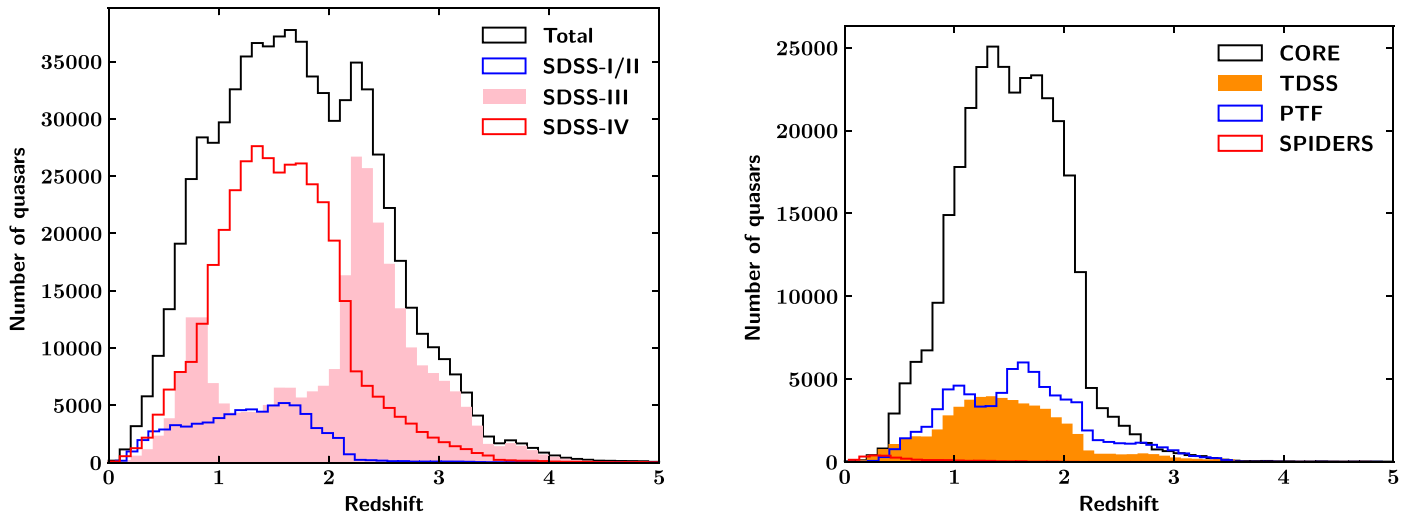 35000
30000
25000
20000
15000
10000
5000
0
Number of quasars
0 1 2 3 4 5
Redshift
Total
SDSS-I/II
SDSS-III
SDSS-IV
25000
20000
15000
10000
5000
0
Number of quasars
0 1 2 3 4 5
Redshift
CORE
TDSS
PTF
SPIDERS